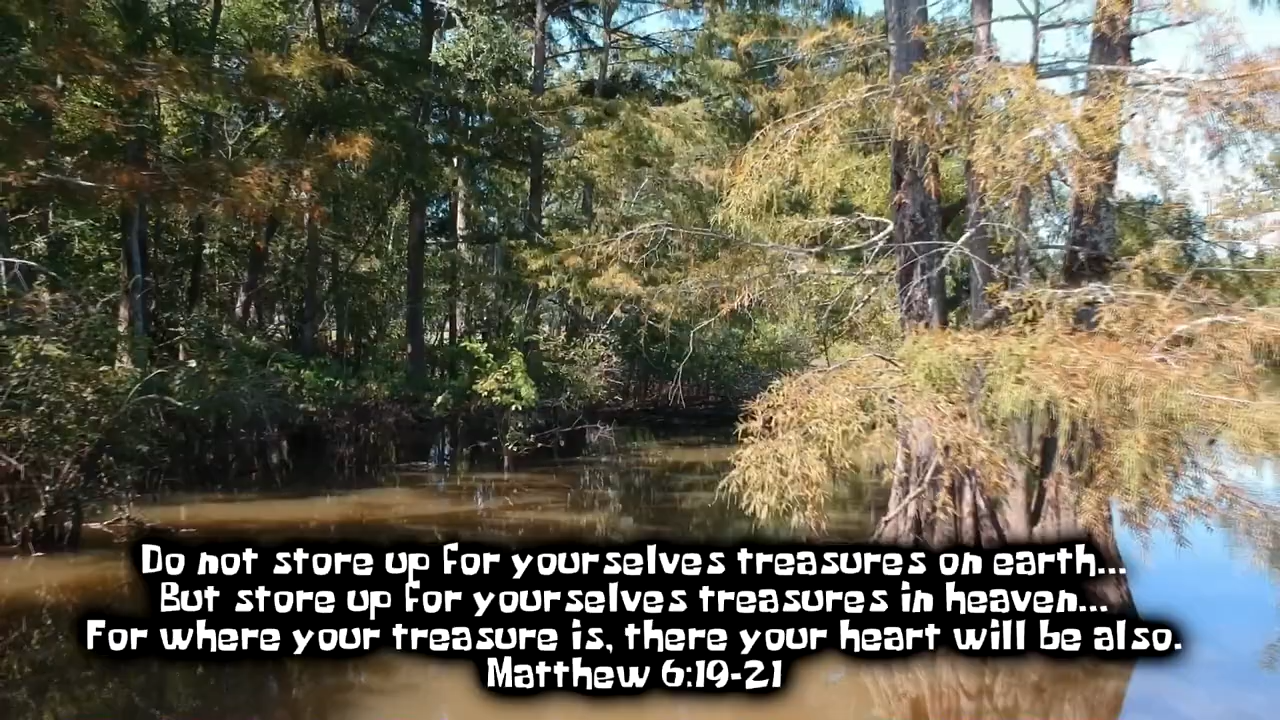 Do not store up for yourselves treasures on earth...
But store up for yourselves treasures in heaven...
For where your treasure is, there your heart will be also.
Matthew 6:19-21